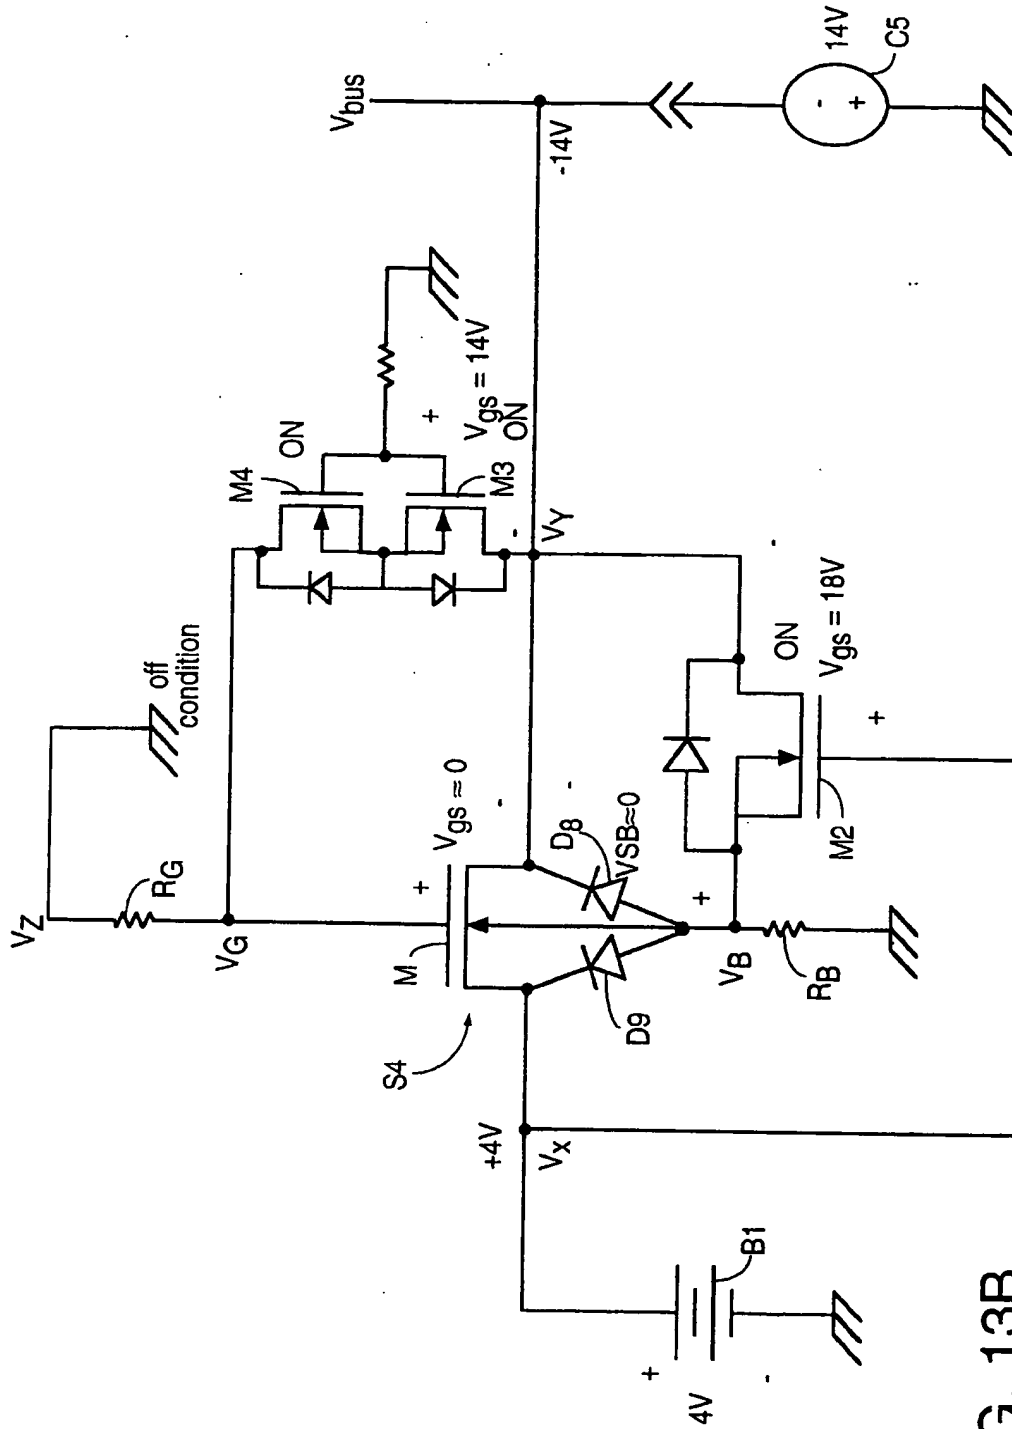 Vbus
14V
C5
-14V
+
-
M4
ON
+
Vgs = 14V
ON
M3
-
VY
off
condition
VZ
RG
VG
Vgs ≈ 0
+
M
-
-
D8
VSB≈0
+
ON
Vgs = 18V
+
M2
S4
D9
VB
RB
+4V
VX
B1
+
4V
-
G. 13B